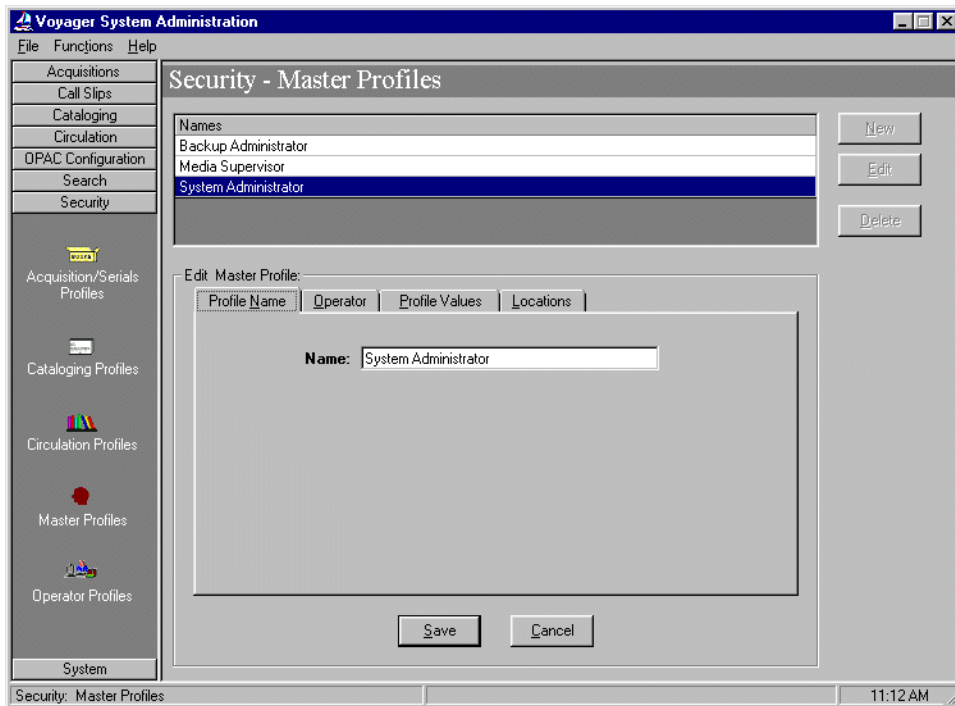 Voyager System Administration
File Functions Help
Acquisitions
Call Slips
Cataloging
Circulation
OPAC Configuration
Search
Security
Acquisition/Serials
Profiles
Cataloging Profiles
Circulation Profiles
Master Profiles
Operator Profiles
System
Security - Master Profiles
Names
Backup Administrator
Media Supervisor
System Administrator
New
Edit
Delete
Edit Master Profile:
Profile Name Operator Profile Values Locations
Name: System Administrator
Save Cancel
Security: Master Profiles 11:12 AM